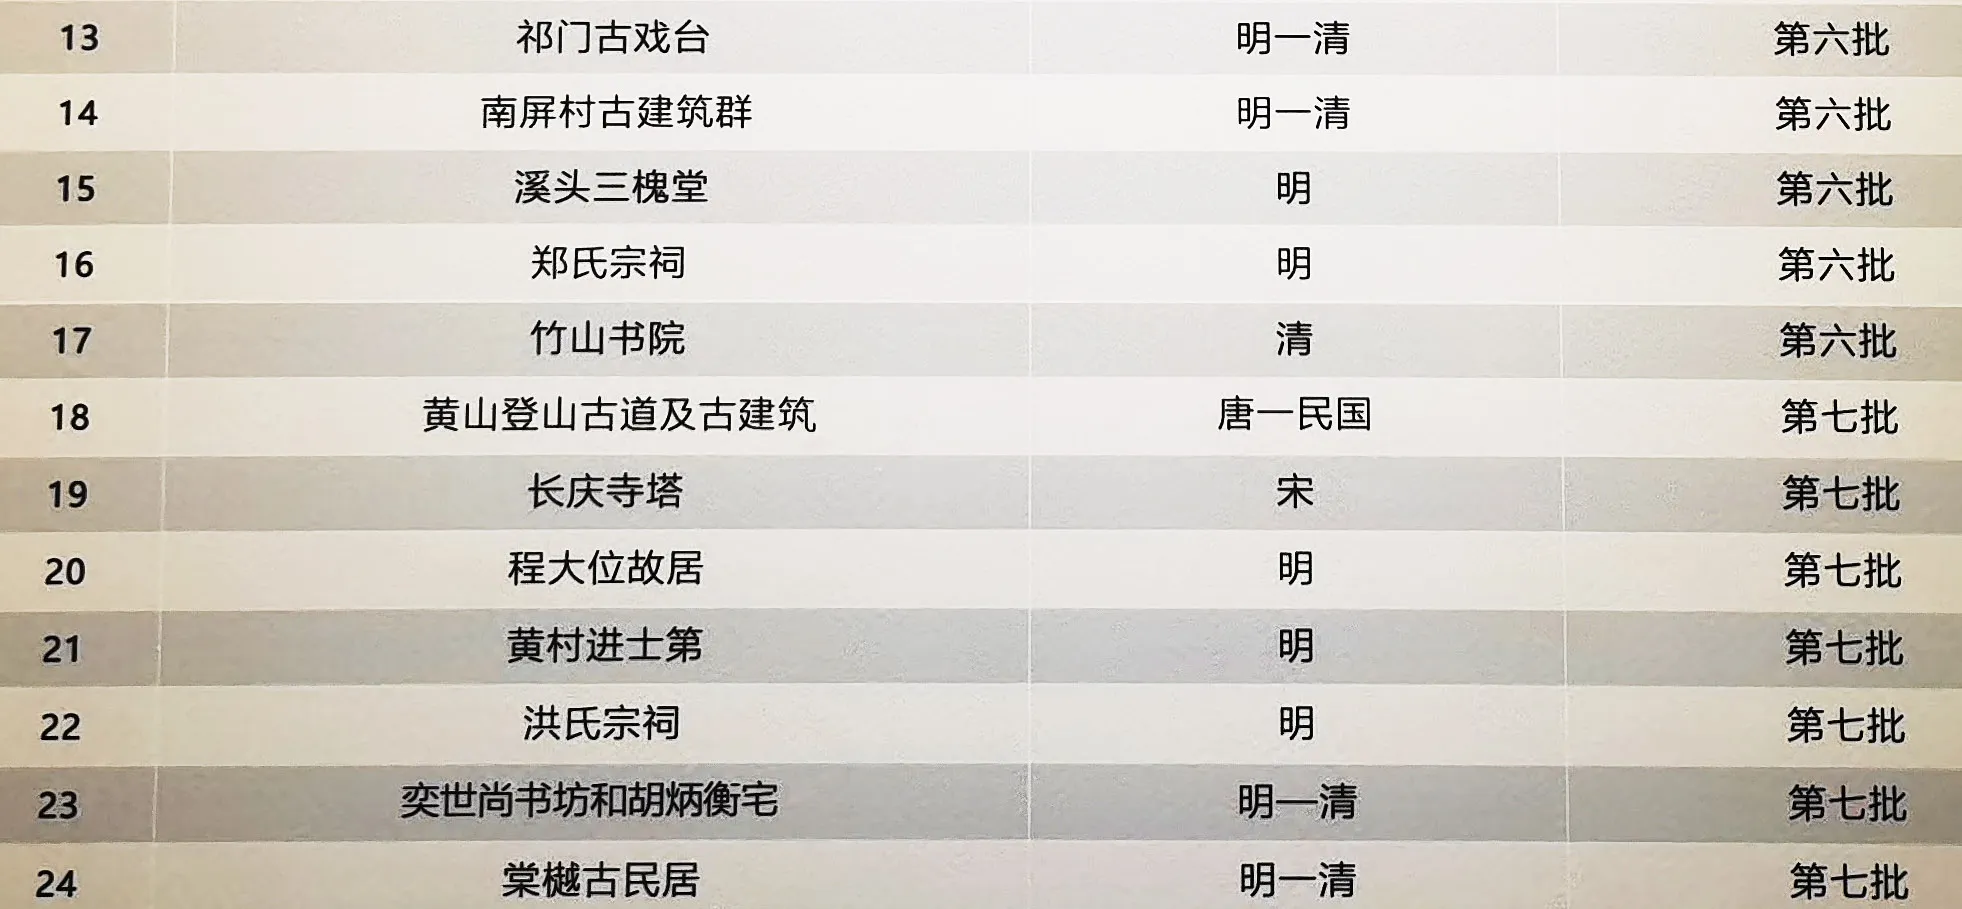 13 祁门古戏台 明一清 第六批
14 南屏村古建筑群 明一清 第六批
15 溪头三槐堂 明 第六批
16 郑氏宗祠 明 第六批
17 竹山书院 清 第六批
18 黄山登山古道及古建筑 唐一民国 第七批
19 长庆寺塔 宋 第七批
20 程大位故居 明 第七批
21 黄村进士第 明 第七批
22 洪氏宗祠 明 第七批
23 奕世尚书坊和胡炳衡宅 明一清 第七批
24 棠樾古民居 明一清 第七批